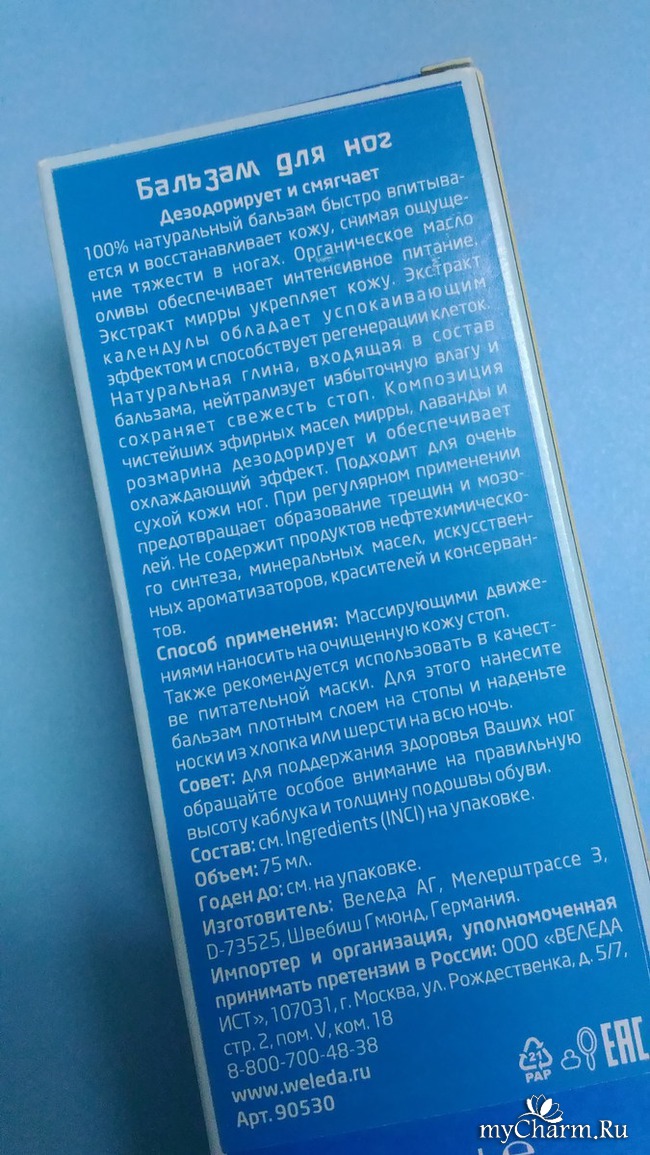 Бальзам для ног
Дезодорирует и смягчает
100% натуральный бальзам быстро впитыва-
ется и восстанавливает кожу, снимая ощуще-
ние тяжести в ногах. Органическое масло
оливы обеспечивает интенсивное питание.
Экстракт мирры укрепляет кожу. Экстракт
календулы обладает успокаивающим
эффектом и способствует регенерации клеток.
Натуральная глина, входящая в состав
бальзама, нейтрализует избыточную влагу и
сохраняет свежесть стоп. Композиция
чистейших эфирных масел мирры, лаванды и
розмарина дезодорирует и обеспечивает
охлаждающий эффект. Подходит для очень
сухой кожи ног. При регулярном применении
предотвращает образование трещин и мозо-
лей. Не содержит продуктов нефтехимическо-
го синтеза, минеральных масел, искусствен-
ных ароматизаторов, красителей и консерван-
тов.
Способ применения: Массирующими движе-
ниями наносить на очищенную кожу стоп.
Также рекомендуется использовать в качест-
ве питательной маски. Для этого нанесите
бальзам плотным слоем на стопы и наденьте
носки из хлопка или шерсти на всю ночь.
Совет: для поддержания здоровья Ваших ног
обращайте особое внимание на правильную
высоту каблука и толщину подошвы обуви.
Состав: см. Ingredients (INCI) на упаковке.
Объем: 75 мл.
Годен до: см. на упаковке.
Изготовитель: Веледа АГ, Мелерштрассе 3,
D-73525, Швебиш Гмюнд, Германия.
Импортер и организация, уполномоченная
принимать претензии в России: ООО «ВЕЛЕДА
ИСТ», 107031, г. Москва, ул. Рождественка, д. 5/7,
стр. 2, пом. V, ком. 18
8-800-700-48-38
www.weleda.ru
Арт. 90530
21
PAP
EAC
myCharm.Ru